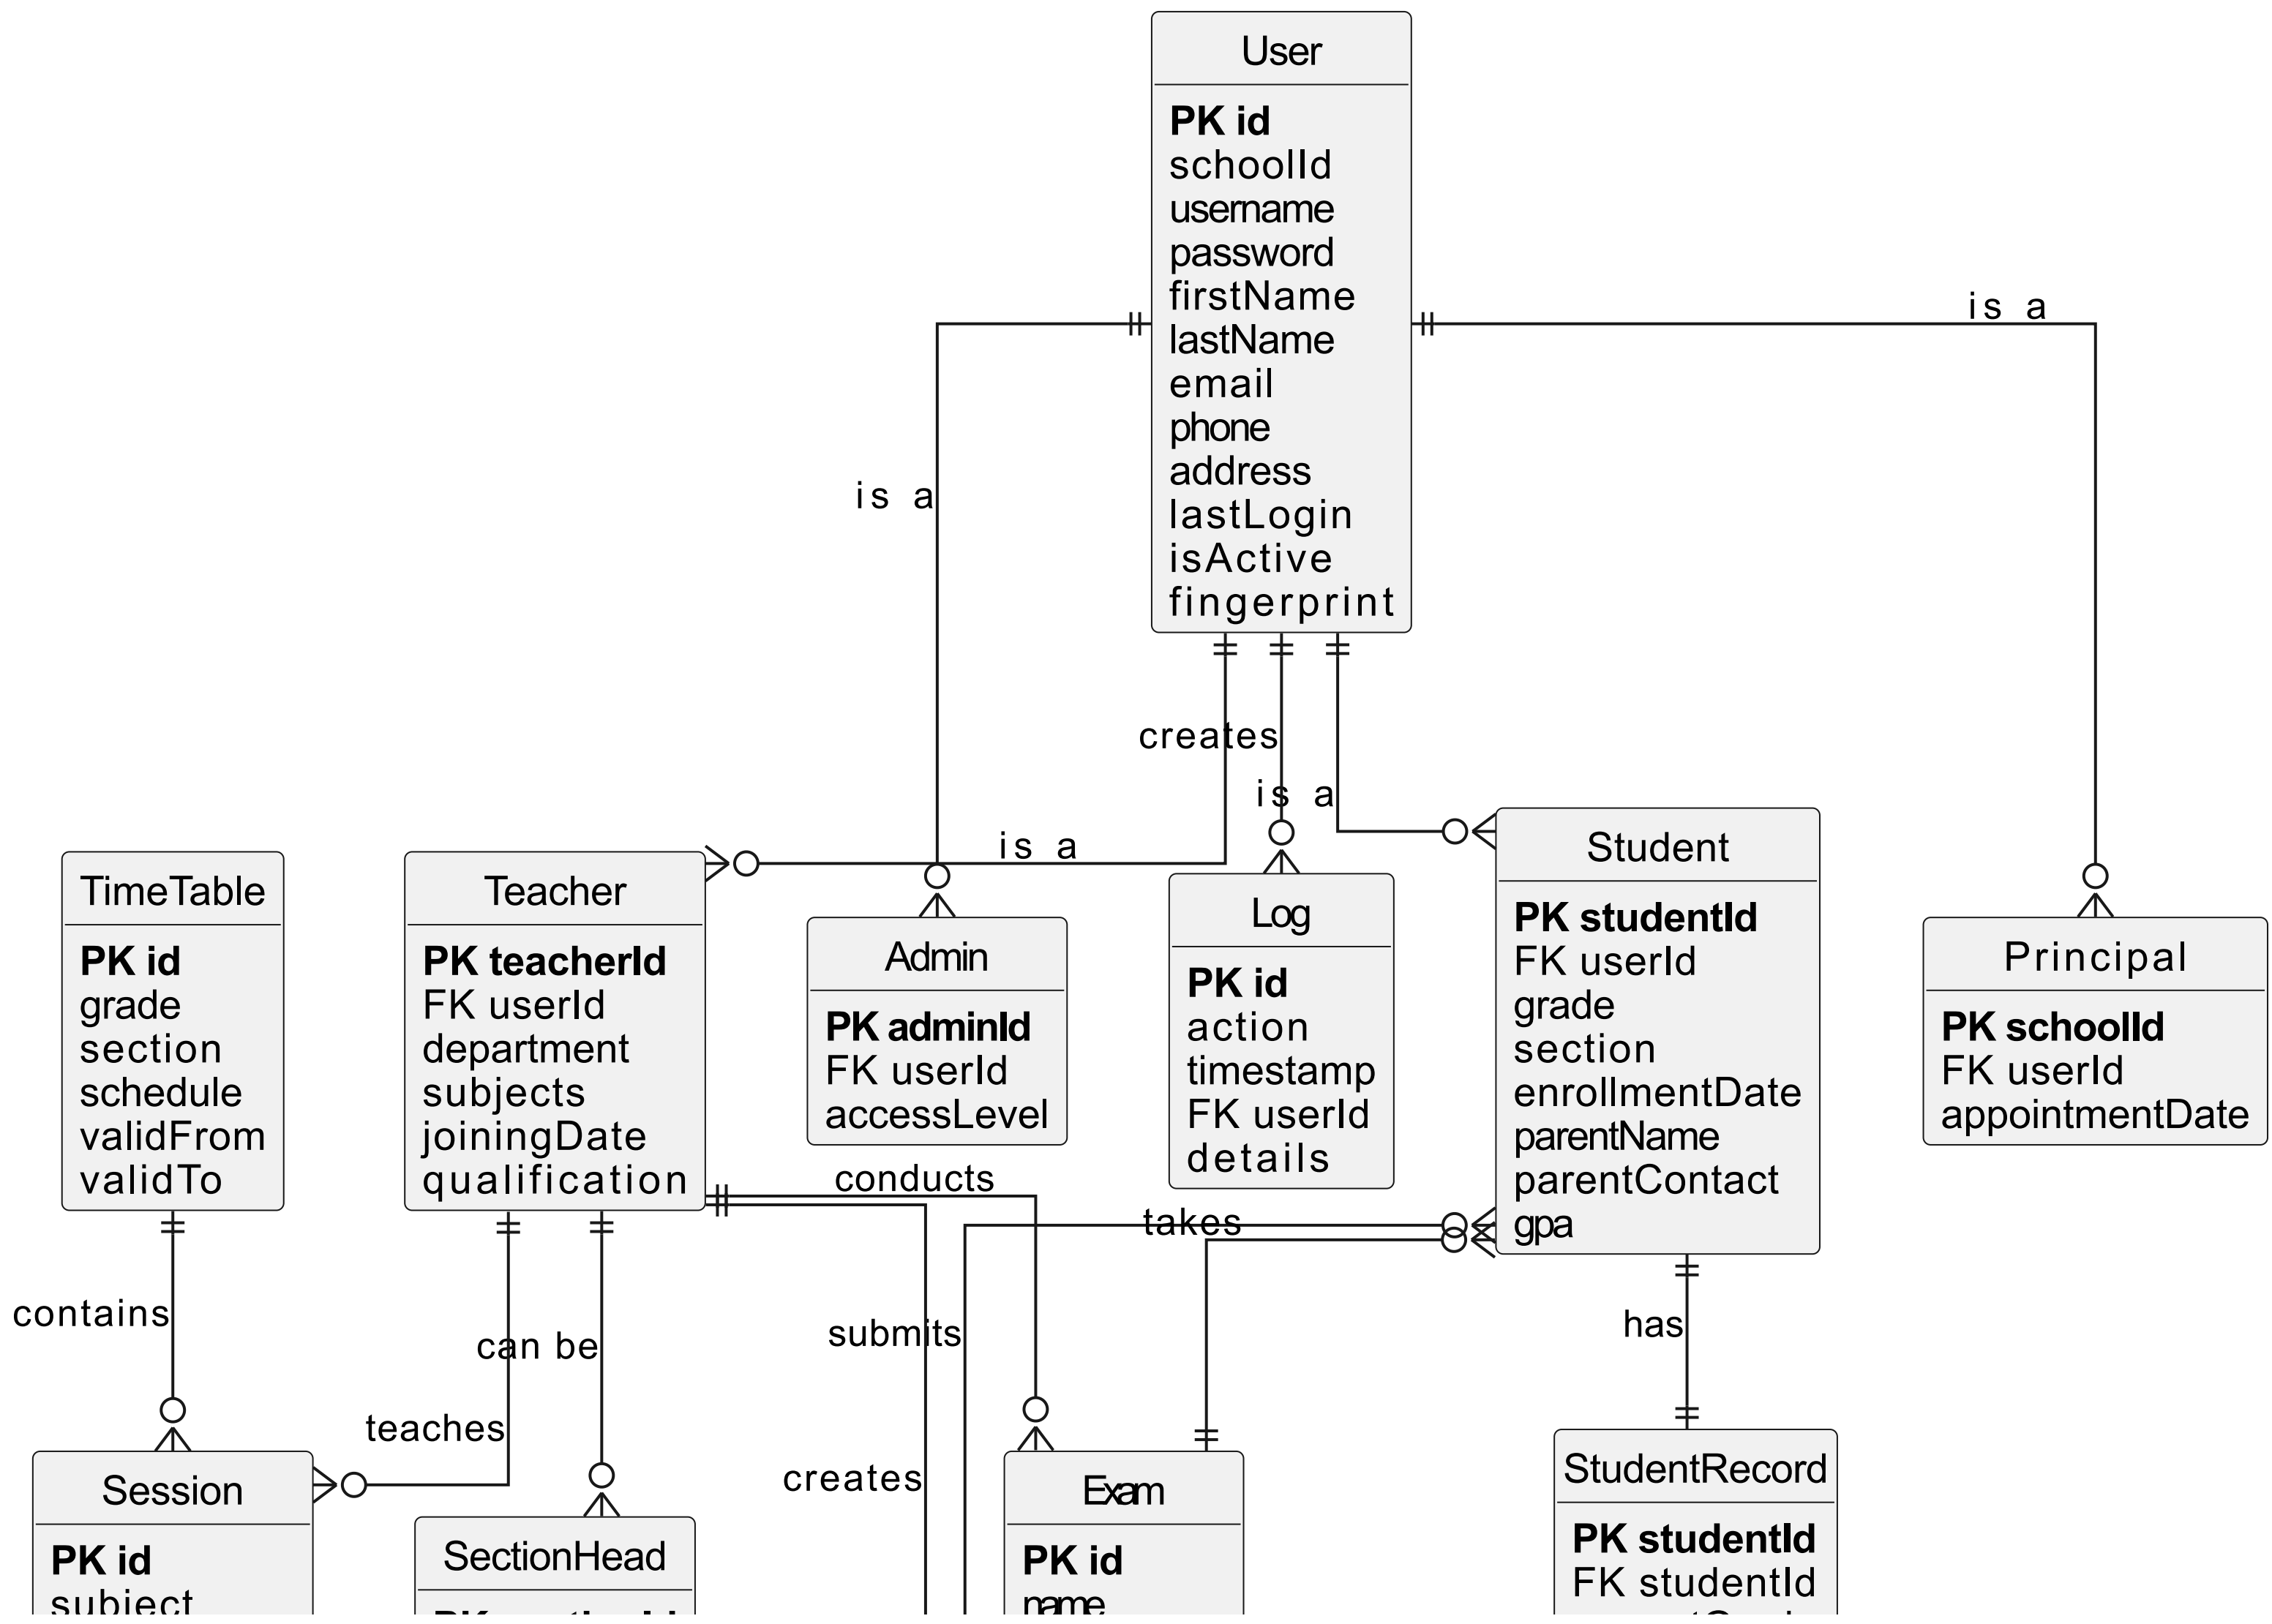 User
PK id
schoolId
username
password
firstName
lastName
email
phone
address
lastLogin
isActive
fingerprint
is a
is a
creates
is a
is a
TimeTable
PK id
grade
section
schedule
validFrom
validTo
Teacher
PK teacherId
FK userId
department
subjects
joiningDate
qualification
Admin
PK adminId
FK userId
accessLevel
Log
PK id
action
timestamp
FK userId
details
Student
PK studentId
FK userId
grade
section
enrollmentDate
parentName
parentContact
gpa
Principal
PK schoolId
FK userId
appointmentDate
conducts
takes
contains
can be
submits
has
teaches
creates
Session
PK id
subject
SectionHead
Exam
PK id
name
StudentRecord
PK studentId
FK studentId